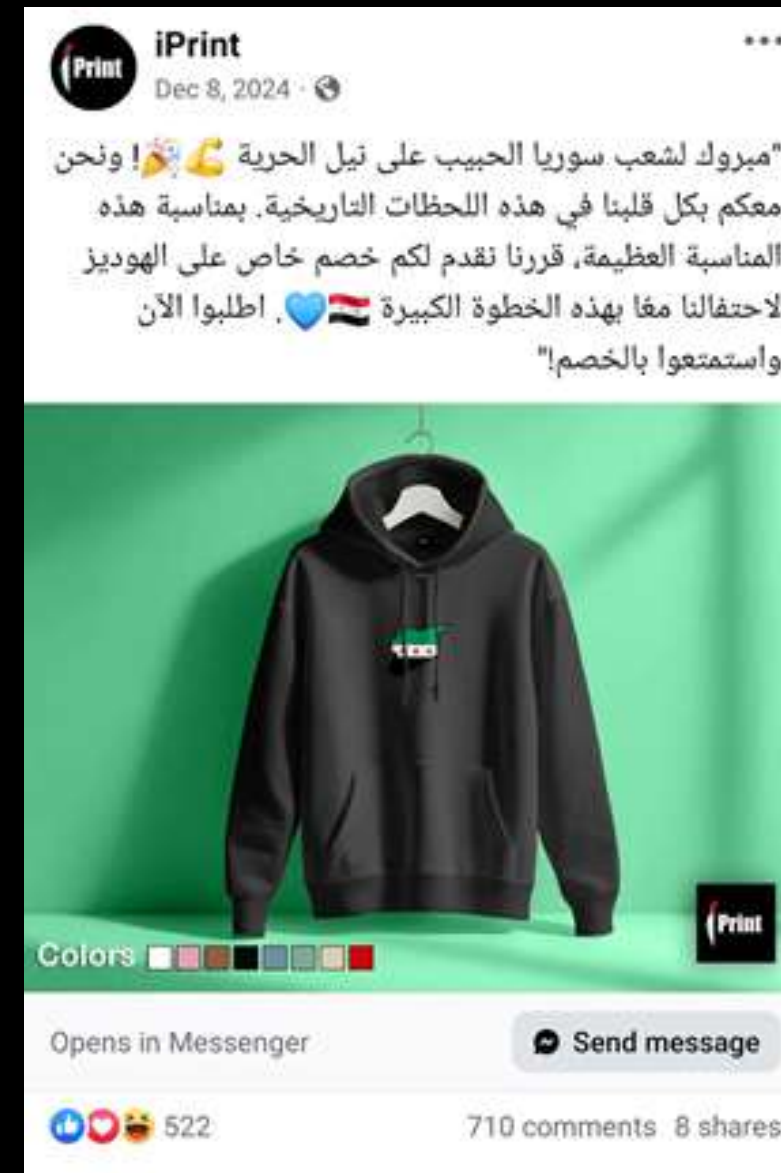 iPrint
Print
Dec 8, 2024 ·
"مبروك لشعب سوريا الحبيب على نيل الحرية 💪🎉! ونحن
معكم بكل قلبنا في هذه اللحظات التاريخية. بمناسبة هذه
المناسبة العظيمة، قررنا نقدم لكم خصم خاص على الهوديز
لاحتفالنا معًا بهذه الخطوة الكبيرة 🇸🇾💙. اطلبوا الآن
واستمتعوا بالخصم!"
Colors
Print
Opens in Messenger
Send message
522
710 comments 8 shares